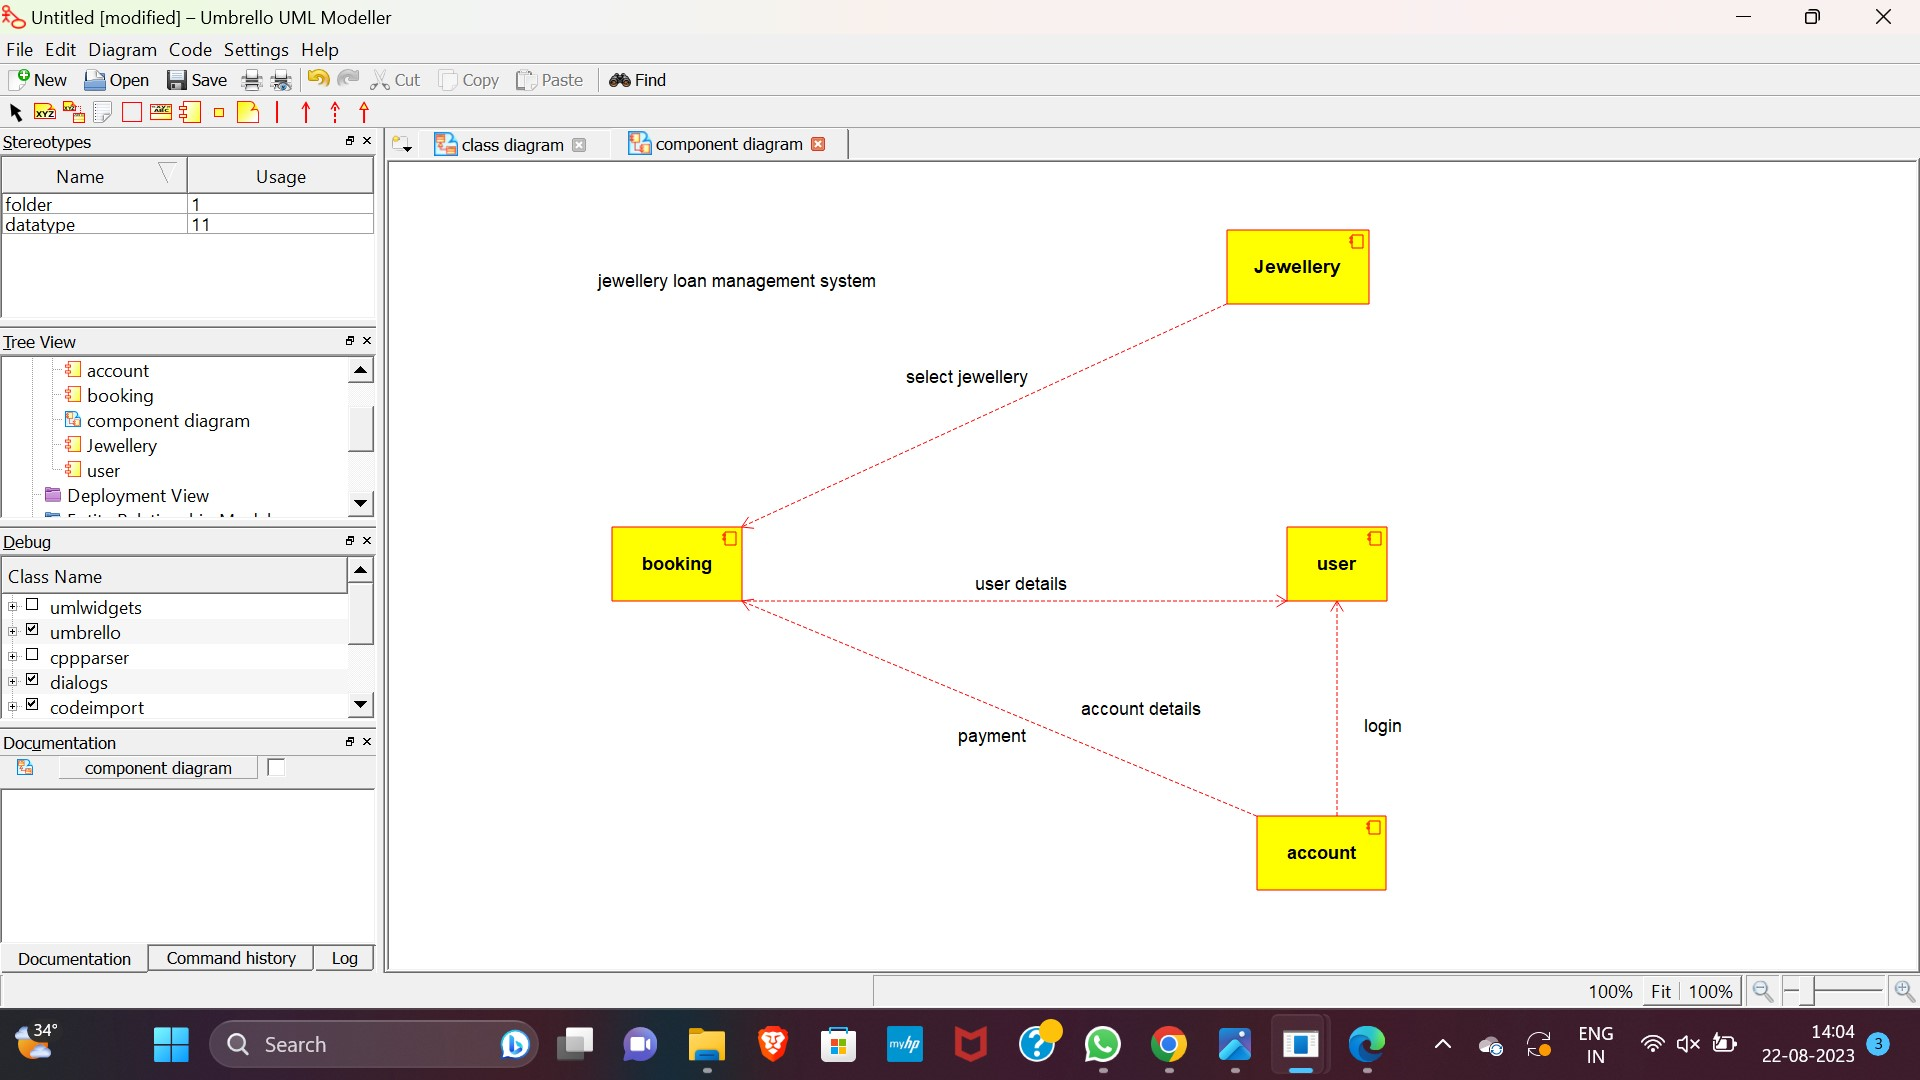 Untitled [modified] – Umbrello UML Modeller
File Edit Diagram Code Settings Help
New Open Save Cut Copy Paste Find
XYZ
Stereotypes
class diagram component diagram
Name Usage
folder 1
datatype 11
Tree View
account
booking
component diagram
Jewellery
user
Deployment View
Debug
Class Name
umlwidgets
umbrello
cppparser
dialogs
codeimport
Documentation
component diagram
Documentation Command history Log
jewellery loan management system
Jewellery
select jewellery
booking
user
user details
account details
payment
login
account
100% Fit 100%
34°
Search
myhp
ENG
IN
14:04
22-08-2023
3